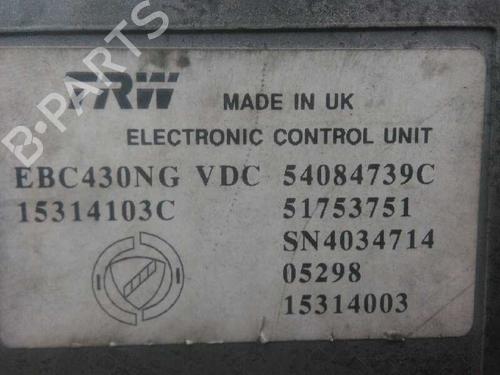 B-PARTS
TRW
MADE IN UK
ELECTRONIC CONTROL UNIT
EBC430NG VDC 54084739C
15314103C 51753751
SN4034714
05298
15314003